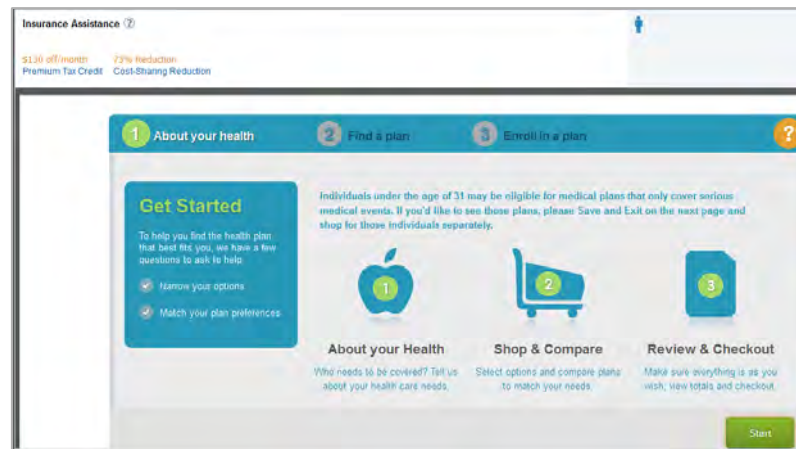 Insurance Assistance ?
$130 off/month 73% Reduction
Premium Tax Credit Cost-Sharing Reduction
1 About your health 2 Find a plan 3 Enroll in a plan ?
Get Started
To help you find the health plan
that best fits you, we have a few
questions to ask to help
Narrow your options
Match your plan preferences
Individuals under the age of 31 may be eligible for medical plans that only cover serious
medical events. If you'd like to see those plans, please Save and Exit on the next page and
shop for those individuals separately.
1 2 3
About your Health Shop & Compare Review & Checkout
Who needs to be covered? Tell us Select options and compare plans Make sure everything is as you
about your health care needs. to match your needs. wish; view totals and checkout.
Start